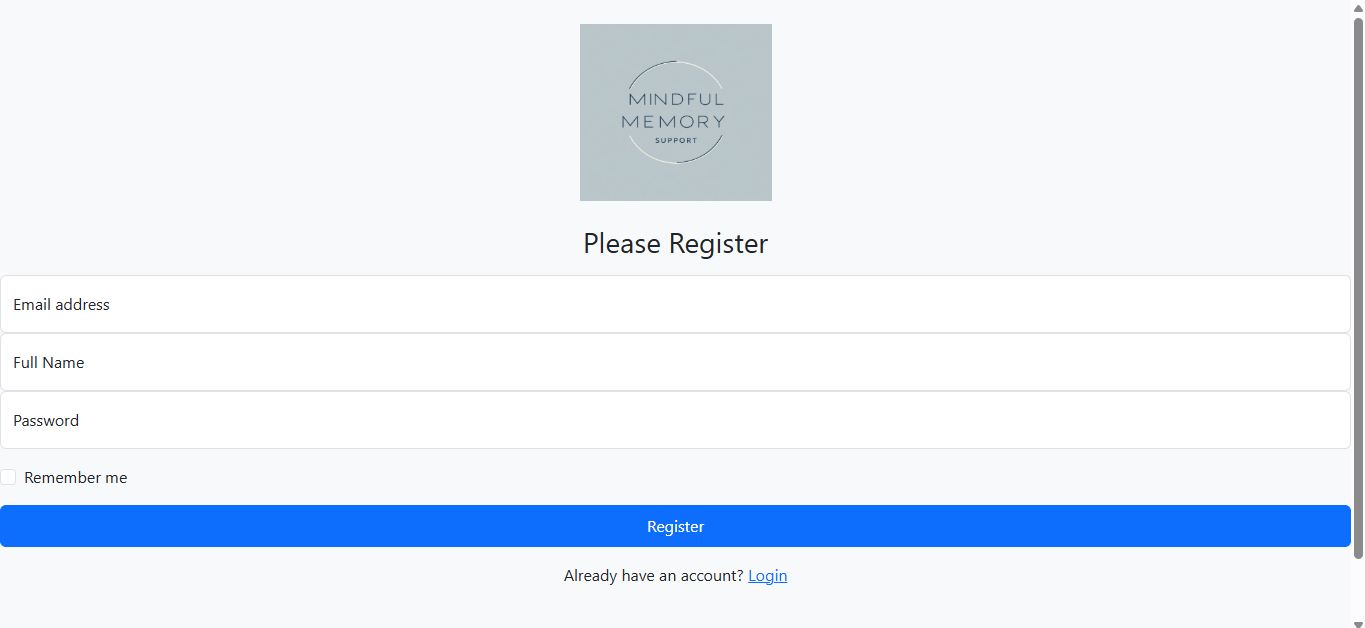 MINDFUL
MEMORY
SUPPORT
Please Register
Email address
Full Name
Password
Remember me
Register
Already have an account? Login